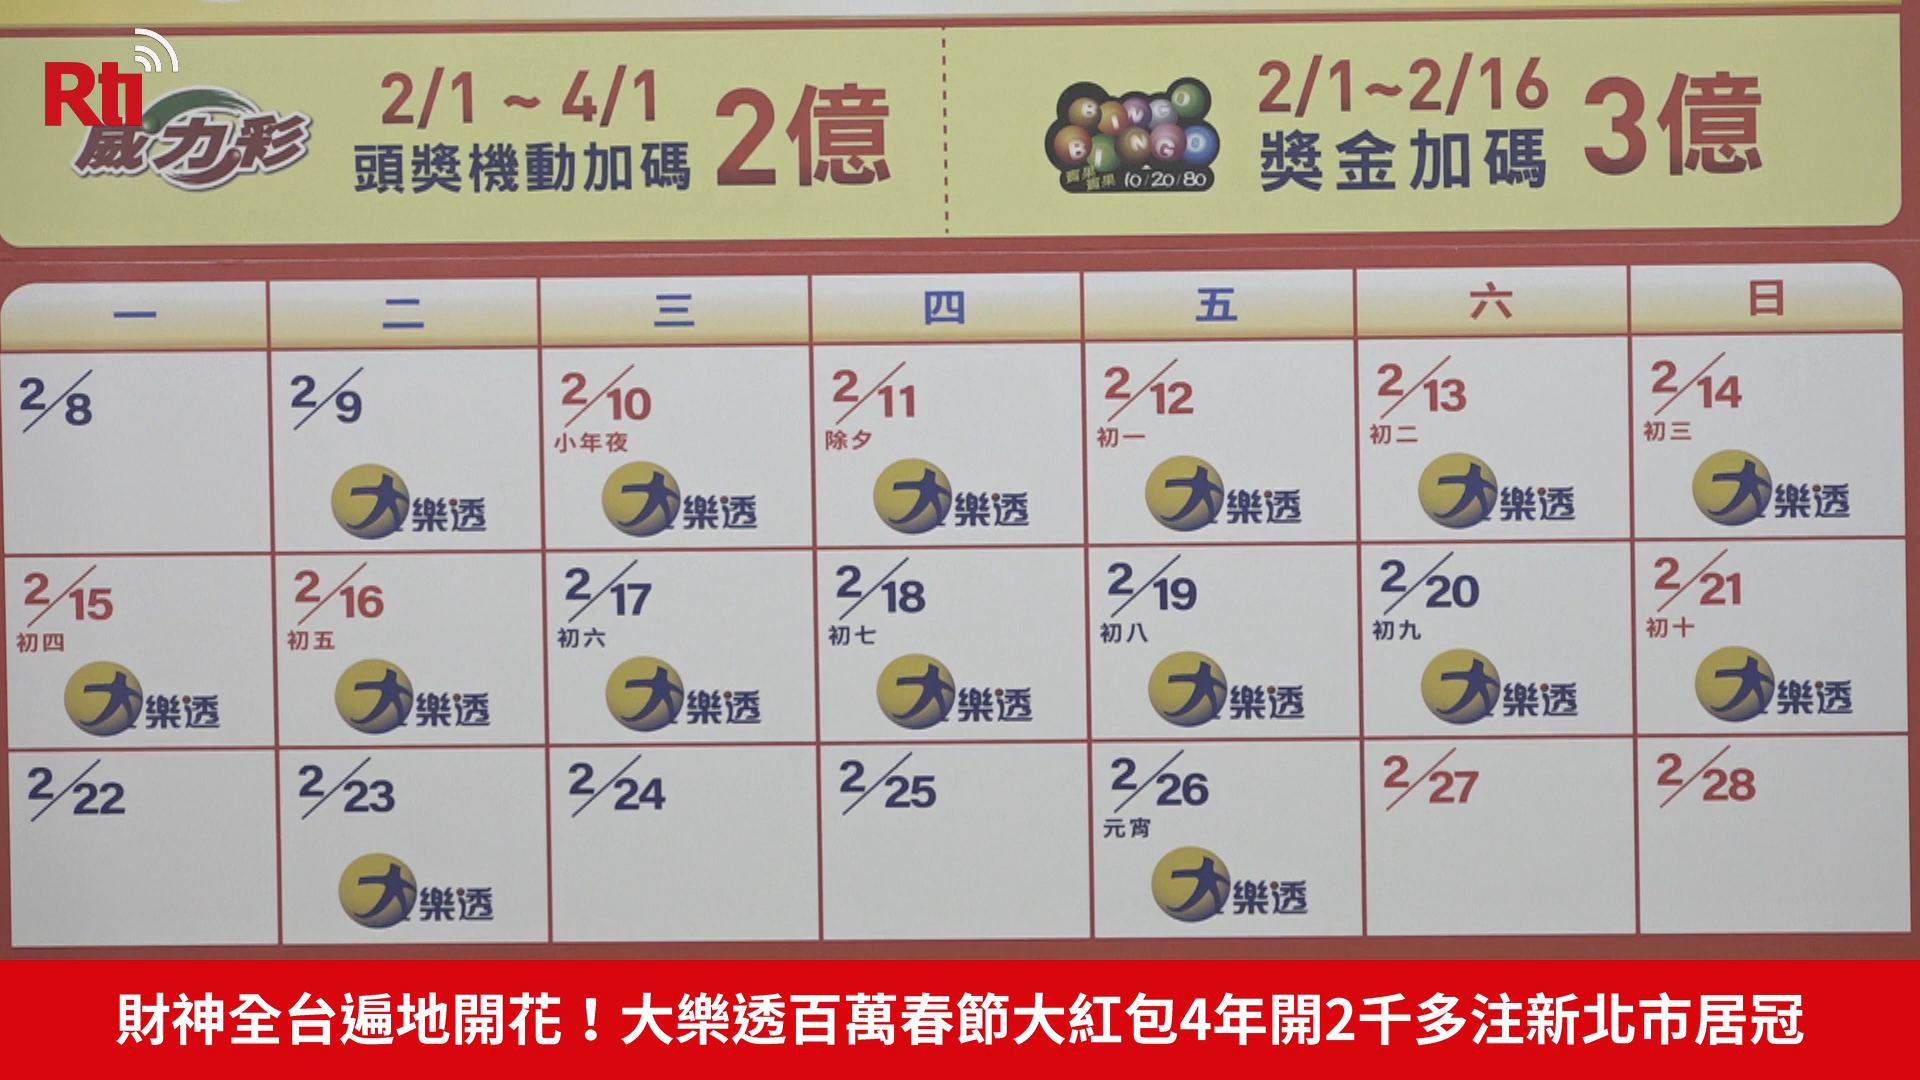 Rti
威力彩
2/1 ~ 4/1
頭獎機動加碼
2億
BINGO
BINGO
賓果
賓果 10/20/80
2/1~2/16
獎金加碼
3億
一 二 三 四 五 六 日
2/8 2/9 2/10 2/11 2/12 2/13 2/14
小年夜 除夕 初一 初二 初三
大樂透 大樂透 大樂透 大樂透 大樂透 大樂透
2/15 2/16 2/17 2/18 2/19 2/20 2/21
初四 初五 初六 初七 初八 初九 初十
大樂透 大樂透 大樂透 大樂透 大樂透 大樂透 大樂透
2/22 2/23 2/24 2/25 2/26 2/27 2/28
元宵
大樂透 大樂透
財神全台遍地開花！大樂透百萬春節大紅包4年開2千多注新北市居冠